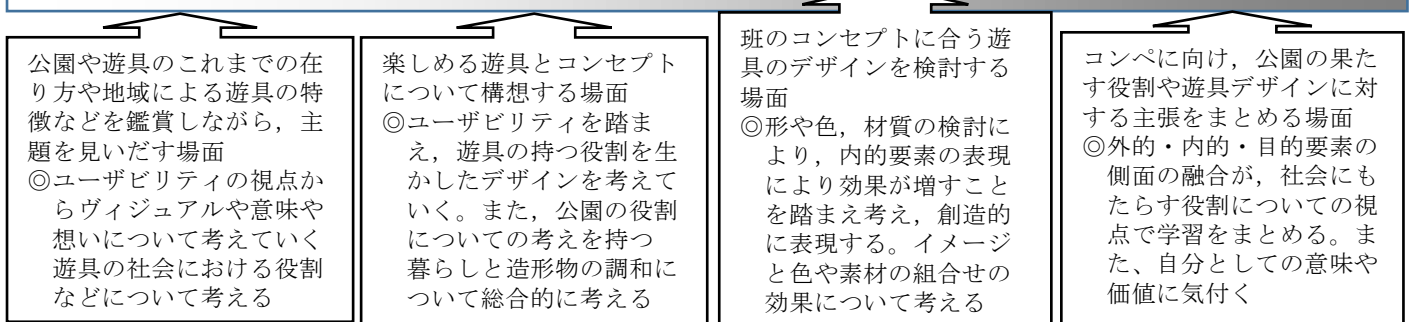 公園や遊具のこれまでの在
り方や地域による遊具の特
徴などを鑑賞しながら，主
題を見いだす場面
◎ユーザビリティの視点か
らヴィジュアルや意味や
想いについて考えていく
遊具の社会における役割
などについて考える
楽しめる遊具とコンセプト
について構想する場面
◎ユーザビリティを踏ま
え，遊具の持つ役割を生
かしたデザインを考えて
いく。また，公園の役割
についての考えを持つ
暮らしと造形物の調和に
ついて総合的に考える
班のコンセプトに合う遊
具のデザインを検討する
場面
◎形や色，材質の検討に
より，内的要素の表現
により効果が増すこと
を踏まえ考え，創造的
に表現する。イメージ
と色や素材の組合せの
効果について考える
コンペに向け，公園の果た
す役割や遊具デザインに対
する主張をまとめる場面
◎外的・内的・目的要素の
側面の融合が，社会にも
たらす役割についての視
点で学習をまとめる。ま
た、自分としての意味や
価値に気付く